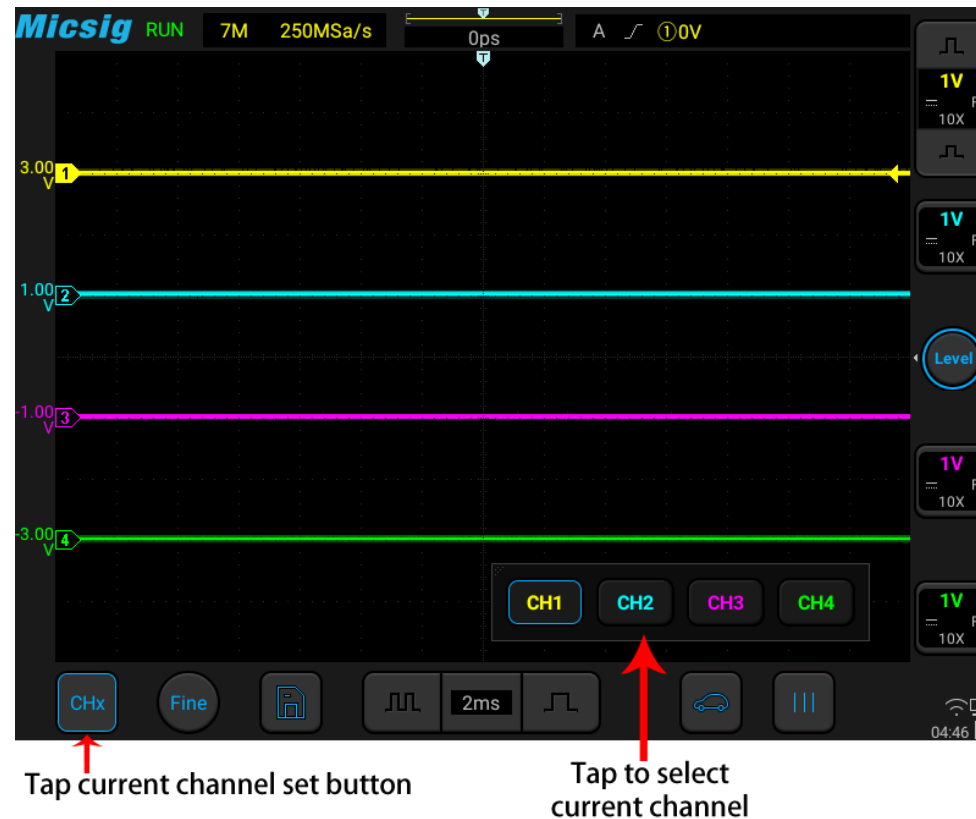 Micsig RUN 7M 250MSa/s T 0ps A ①0V
T
1V
F
10X
3.00 V 1
1V
F
10X
1.00 V 2
Level
-1.00 V 3
1V
F
10X
-3.00 V 4
CH1 CH2 CH3 CH4
1V
F
10X
CHx Fine 2ms
04:46
Tap current channel set button
Tap to select
current channel